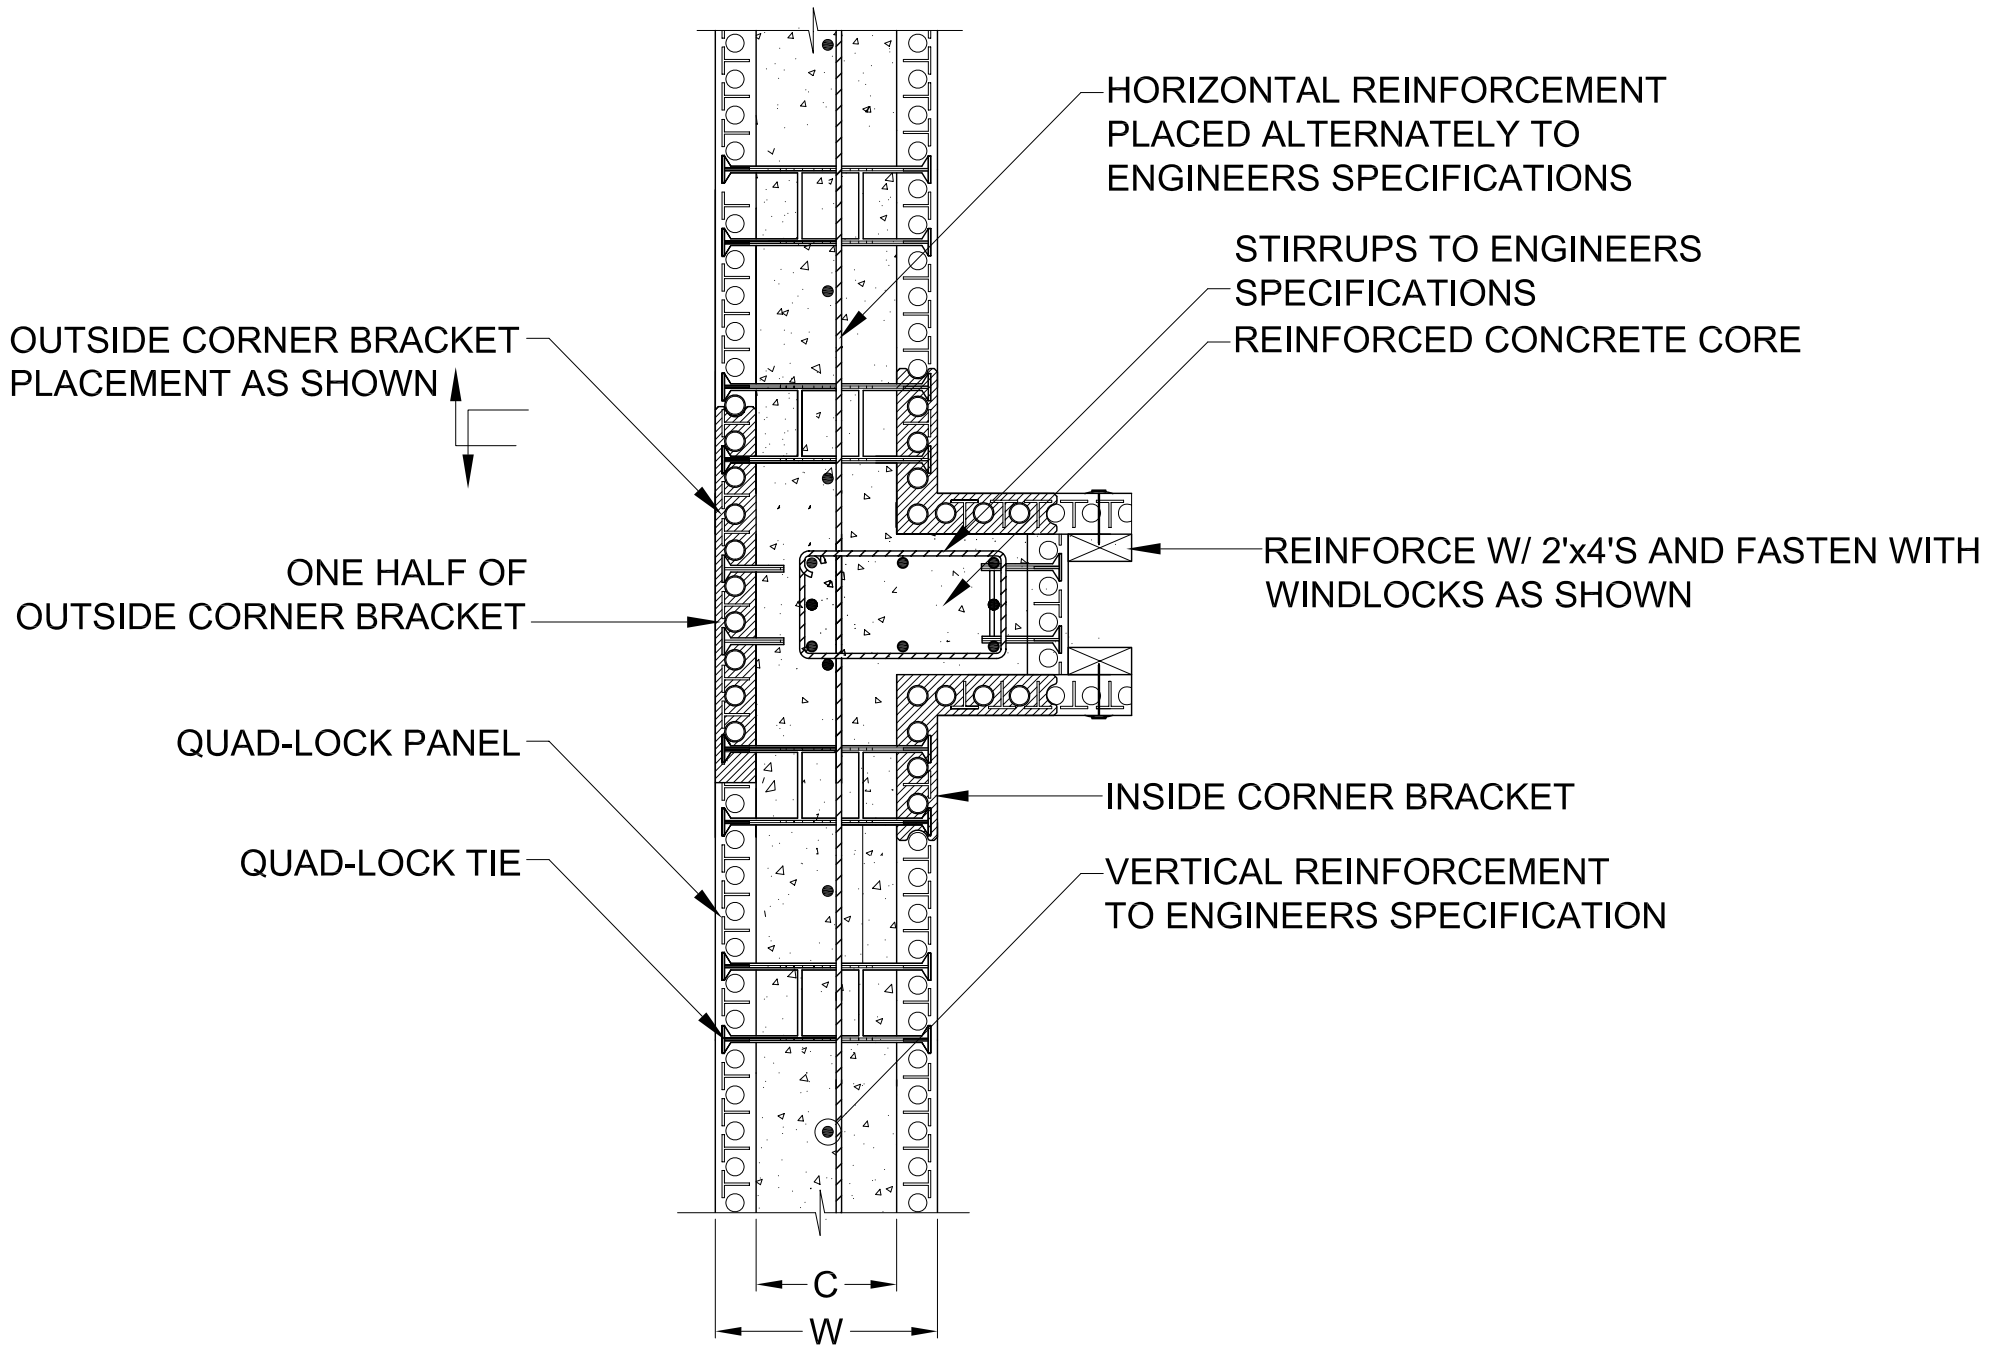 HORIZONTAL REINFORCEMENT
PLACED ALTERNATELY TO
ENGINEERS SPECIFICATIONS
STIRRUPS TO ENGINEERS
SPECIFICATIONS
REINFORCED CONCRETE CORE
OUTSIDE CORNER BRACKET
PLACEMENT AS SHOWN
REINFORCE W/ 2'x4'S AND FASTEN WITH
WINDLOCKS AS SHOWN
ONE HALF OF
OUTSIDE CORNER BRACKET
QUAD-LOCK PANEL
INSIDE CORNER BRACKET
QUAD-LOCK TIE
VERTICAL REINFORCEMENT
TO ENGINEERS SPECIFICATION
C
W